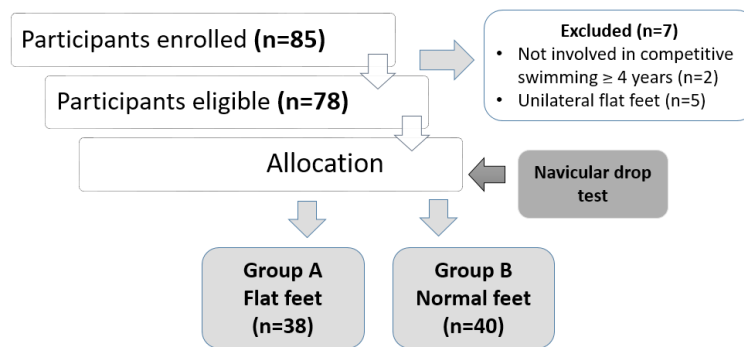 Participants enrolled (n=85)
Excluded (n=7)
• Not involved in competitive
swimming ≥ 4 years (n=2)
• Unilateral flat feet (n=5)
Participants eligible (n=78)
Allocation
Navicular drop
test
Group A
Flat feet
(n=38)
Group B
Normal feet
(n=40)